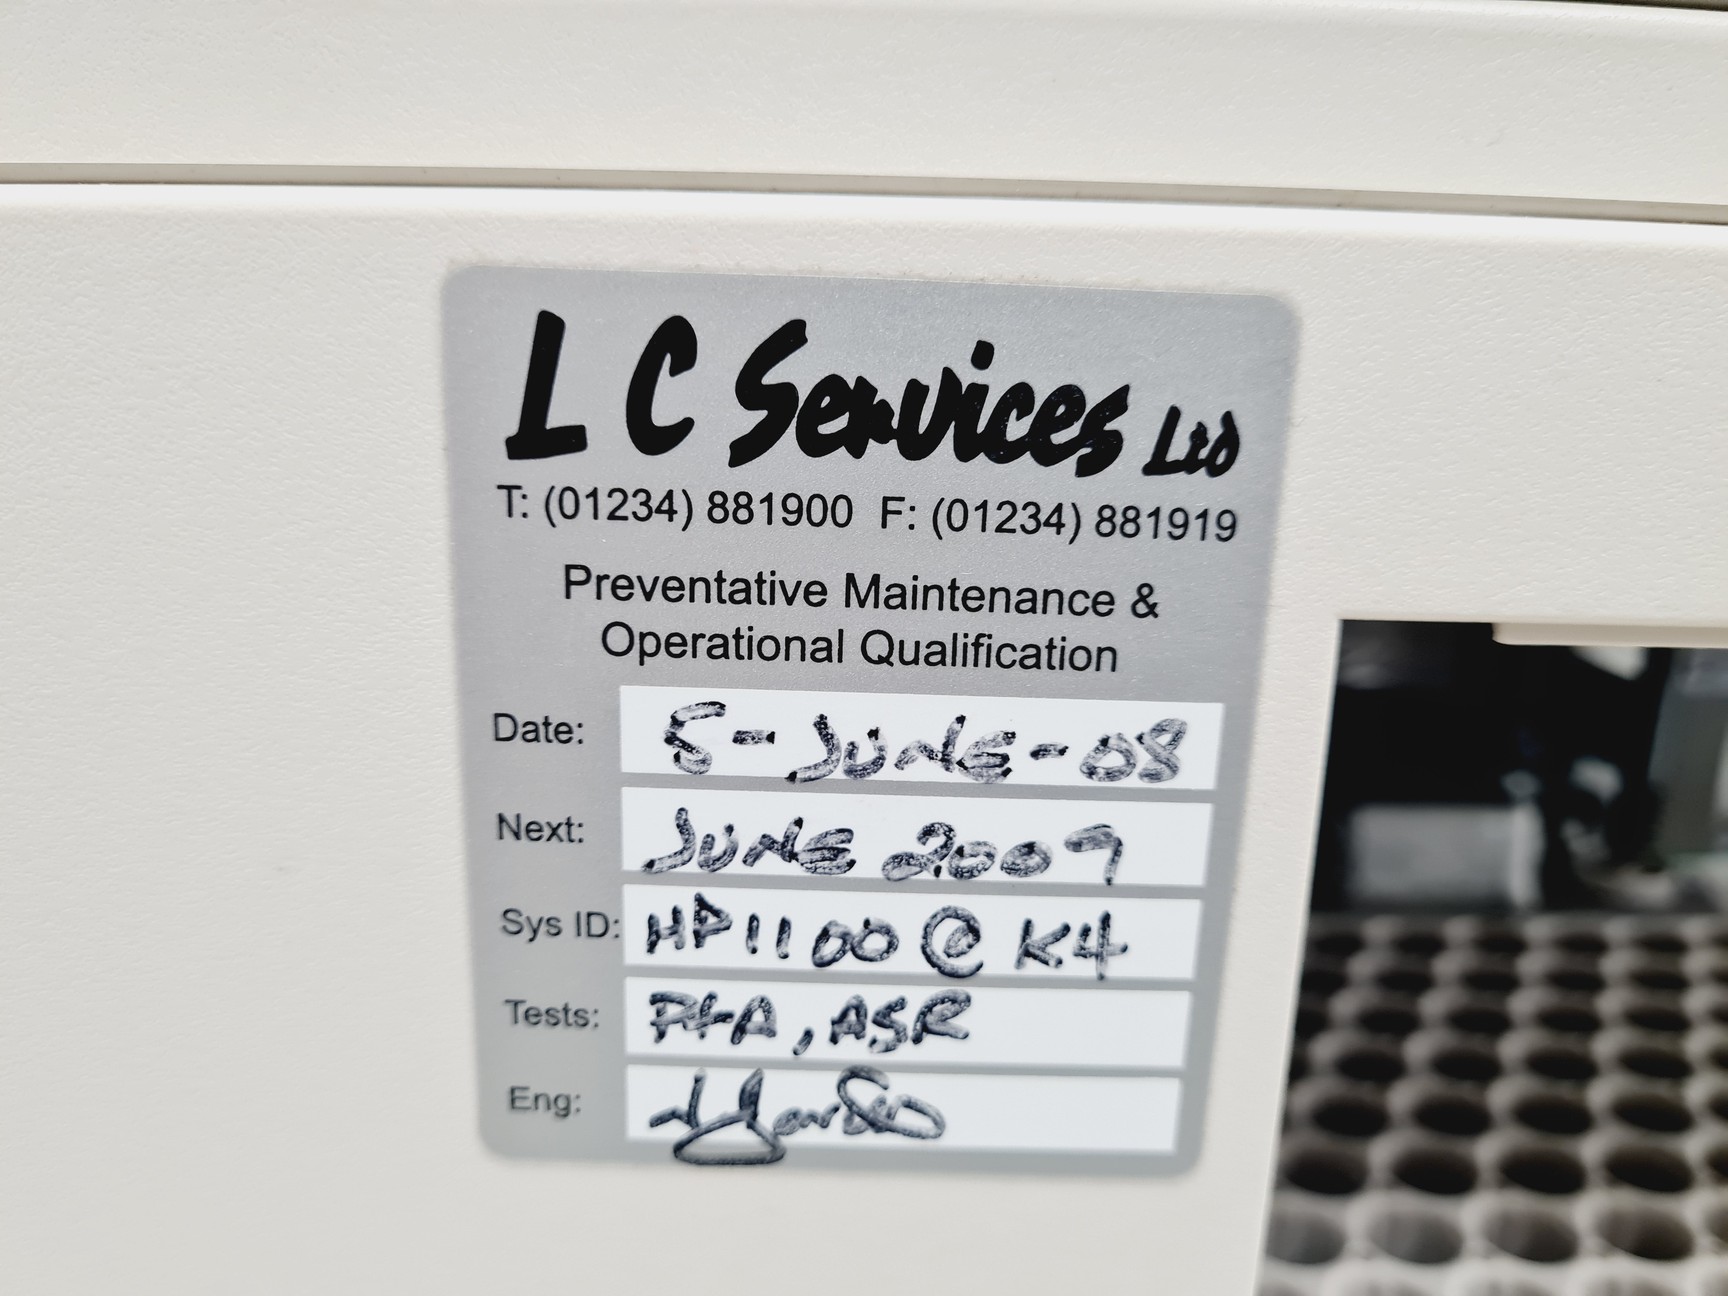 L C Services Ltd
T: (01234) 881900 F: (01234) 881919
Preventative Maintenance &
Operational Qualification
Date: 5-JUNE-08
Next: JUNE 2009
Sys ID: HP1100 @ K4
Tests: , ASR
Eng: